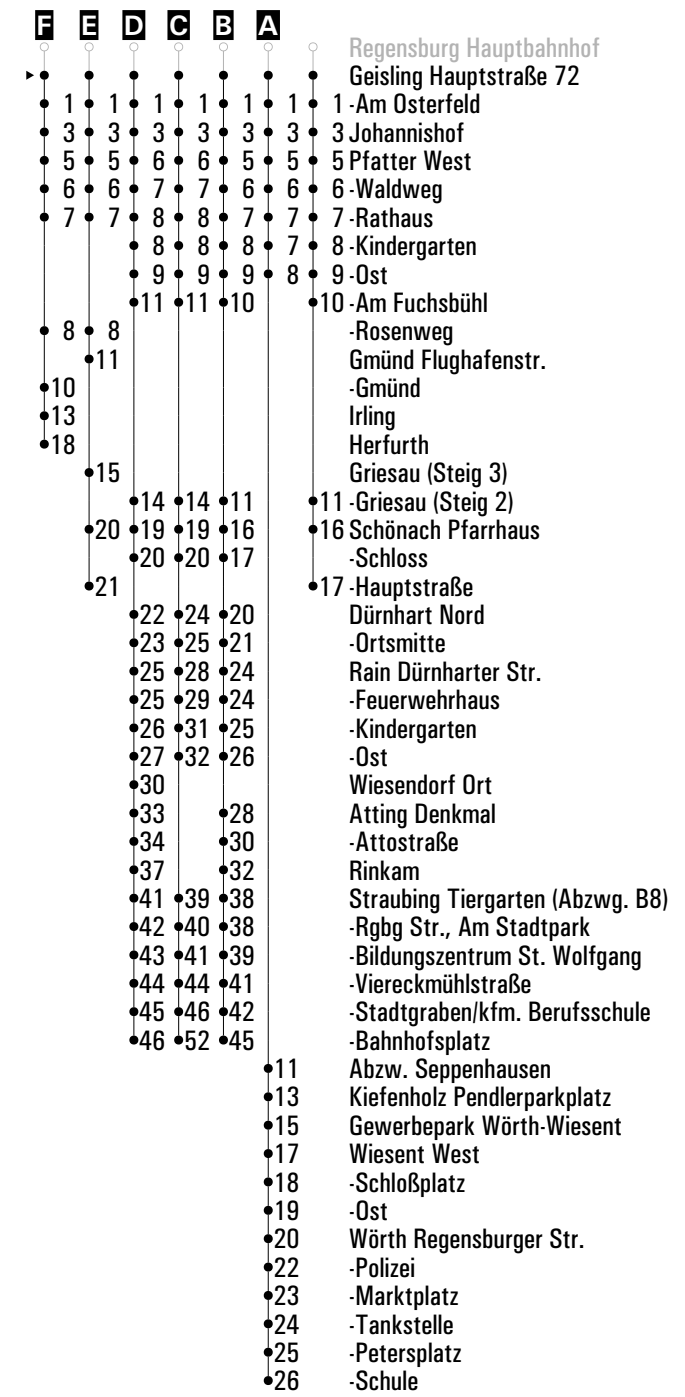 F E D C B A
Regensburg Hauptbahnhof
Geisling Hauptstraße 72
1 1 1 1 1 1 1 -Am Osterfeld
3 3 3 3 3 3 3 Johannishof
5 5 6 6 5 5 5 Pfatter West
6 6 7 7 6 6 6 -Waldweg
7 7 8 8 7 7 7 -Rathaus
8 8 8 7 8 -Kindergarten
9 9 9 8 9 -Ost
11 11 10 10 -Am Fuchsbühl
8 8 -Rosenweg
11 Gmünd Flughafenstr.
10 -Gmünd
13 Irling
18 Herfurth
15 Griesau (Steig 3)
14 14 11 11 -Griesau (Steig 2)
20 19 19 16 16 Schönach Pfarrhaus
20 20 17 -Schloss
21 17 -Hauptstraße
22 24 20 Dürnhart Nord
23 25 21 -Ortsmitte
25 28 24 Rain Dürnharter Str.
25 29 24 -Feuerwehrhaus
26 31 25 -Kindergarten
27 32 26 -Ost
30 Wiesendorf Ort
33 28 Atting Denkmal
34 30 -Attostraße
37 32 Rinkam
41 39 38 Straubing Tiergarten (Abzwg. B8)
42 40 38 -Rgbg Str., Am Stadtpark
43 41 39 -Bildungszentrum St. Wolfgang
44 44 41 -Viereckmühlstraße
45 46 42 -Stadtgraben/kfm. Berufsschule
46 52 45 -Bahnhofsplatz
11 Abzw. Seppenhausen
13 Kiefenholz Pendlerparkplatz
15 Gewerbepark Wörth-Wiesent
17 Wiesent West
18 -Schloßplatz
19 -Ost
20 Wörth Regensburger Str.
22 -Polizei
23 -Marktplatz
24 -Tankstelle
25 -Petersplatz
26 -Schule